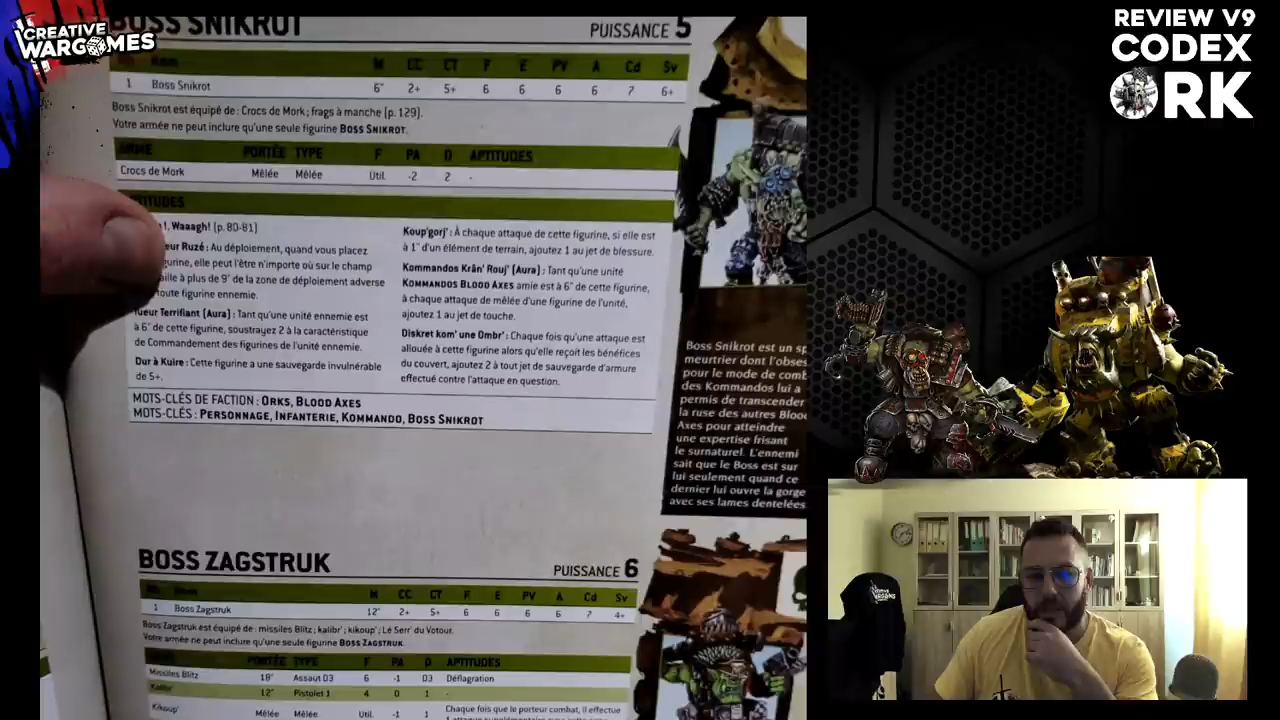 CREATIVE
WARGAMES
REVIEW V9
CODEX
ORK
BOSS SNIKROT PUISSANCE 5
M CC CT F E PV A Cd Sv
1 Boss Snikrot 6" 2+ 5+ 6 6 6 6 7 6+
Boss Snikrot est équipé de : Crocs de Mork ; frags à manche (p. 129).
Votre armée ne peut inclure qu'une seule figurine BOSS SNIKROT.
ARME PORTÉE TYPE F PA D APTITUDES
Crocs de Mork Mêlée Mêlée Util. -2 2 -
Waaagh! (p. 80-81)
Ruzé : Au déploiement, quand vous placez
elle peut l'être n'importe où sur le champ
à plus de 9" de la zone de déploiement adverse
figurine ennemie.
Terrifiant (Aura) : Tant qu'une unité ennemie est
à 6" de cette figurine, soustrayez 2 à la caractéristique
de Commandement des figurines de l'unité ennemie.
Dur à Kuire : Cette figurine a une sauvegarde invulnérable
de 5+.
Koup'gorj' : À chaque attaque de cette figurine, si elle est
à 1" d'un élément de terrain, ajoutez 1 au jet de blessure.
Kommandos Krân' Rouj' (Aura) : Tant qu'une unité
KOMMANDOS BLOOD AXES amie est à 6" de cette figurine,
à chaque attaque de mêlée d'une figurine de l'unité,
ajoutez 1 au jet de touche.
Diskret kom' une Ombr' : Chaque fois qu'une attaque est
allouée à cette figurine alors qu'elle reçoit les bénéfices
du couvert, ajoutez 2 à tout jet de sauvegarde d'armure
effectué contre l'attaque en question.
MOTS-CLÉS DE FACTION : ORKS, BLOOD AXES
MOTS-CLÉS : PERSONNAGE, INFANTERIE, KOMMANDO, BOSS SNIKROT
Boss Snikrot est un
meurtrier dont
pour le mode de
des Kommandos lui a
permis de transcender
la ruse des autres
Axes pour atteindre
une expertise frisant
le surnaturel. L'ennemi
sait que le Boss est sur
lui seulement quand ce
dernier lui ouvre la gorge
avec ses lames dentelées
BOSS ZAGSTRUK PUISSANCE 6
M CC CT F E PV A Cd Sv
1 Boss Zagstruk 12" 2+ 5+ 6 6 6 6 7 4+
Boss Zagstruk est équipé de : missiles Blitz ; kalibr' ; kikoup' ; Le Serr' du Votour.
Votre armée ne peut inclure qu'une seule figurine BOSS ZAGSTRUK
PORTÉE TYPE F PA D APTITUDES
Missiles Blitz 18" Assaut D3 6 -1 D3 Déflagration
Kalibr' 12" Pistolet 1 4 0 1 -
Kikoup' Mêlée Mêlée Util. -1 1 Chaque fois que le porteur combat, il effectue